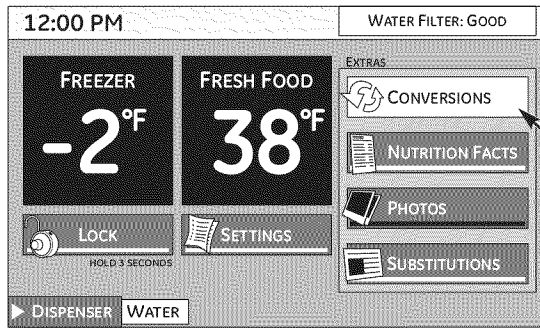 12:00 PM
WATER FILTER: GOOD
FREEZER
-2°F
FRESH FOOD
38°F
EXTRAS
CONVERSIONS
NUTRITION FACTS
PHOTOS
SUBSTITUTIONS
LOCK
HOLD 3 SECONDS
SETTINGS
DISPENSER
WATER